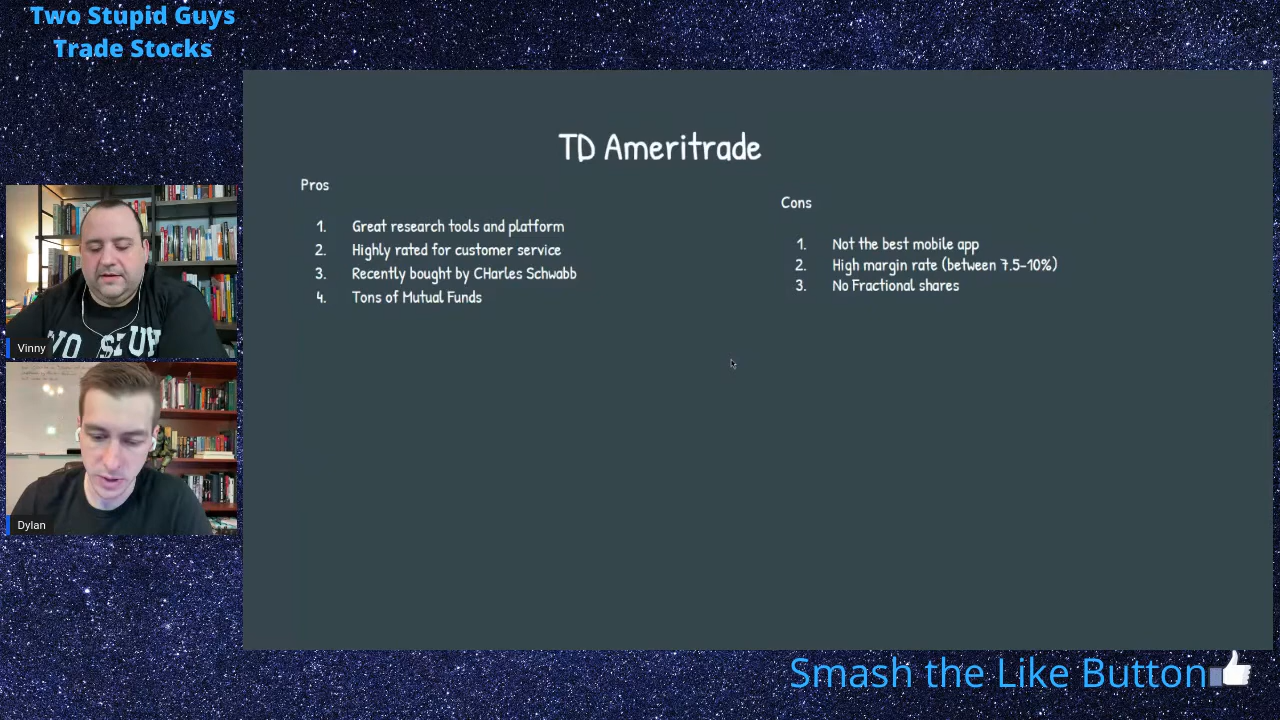 Two Stupid Guys
Trade Stocks
TD Ameritrade
Pros
1. Great research tools and platform
2. Highly rated for customer service
3. Recently bought by CHarles Schwabb
4. Tons of Mutual Funds
Cons
1. Not the best mobile app
2. High margin rate (between 7.5-10%)
3. No Fractional shares
Vinny
Dylan
Smash the Like Button